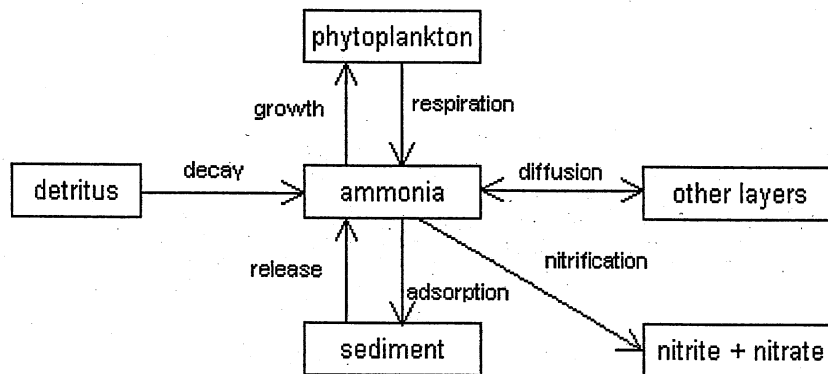 phytoplankton
growth
respiration
detritus
decay
ammonia
diffusion
other layers
release
adsorption
nitrification
sediment
nitrite + nitrate